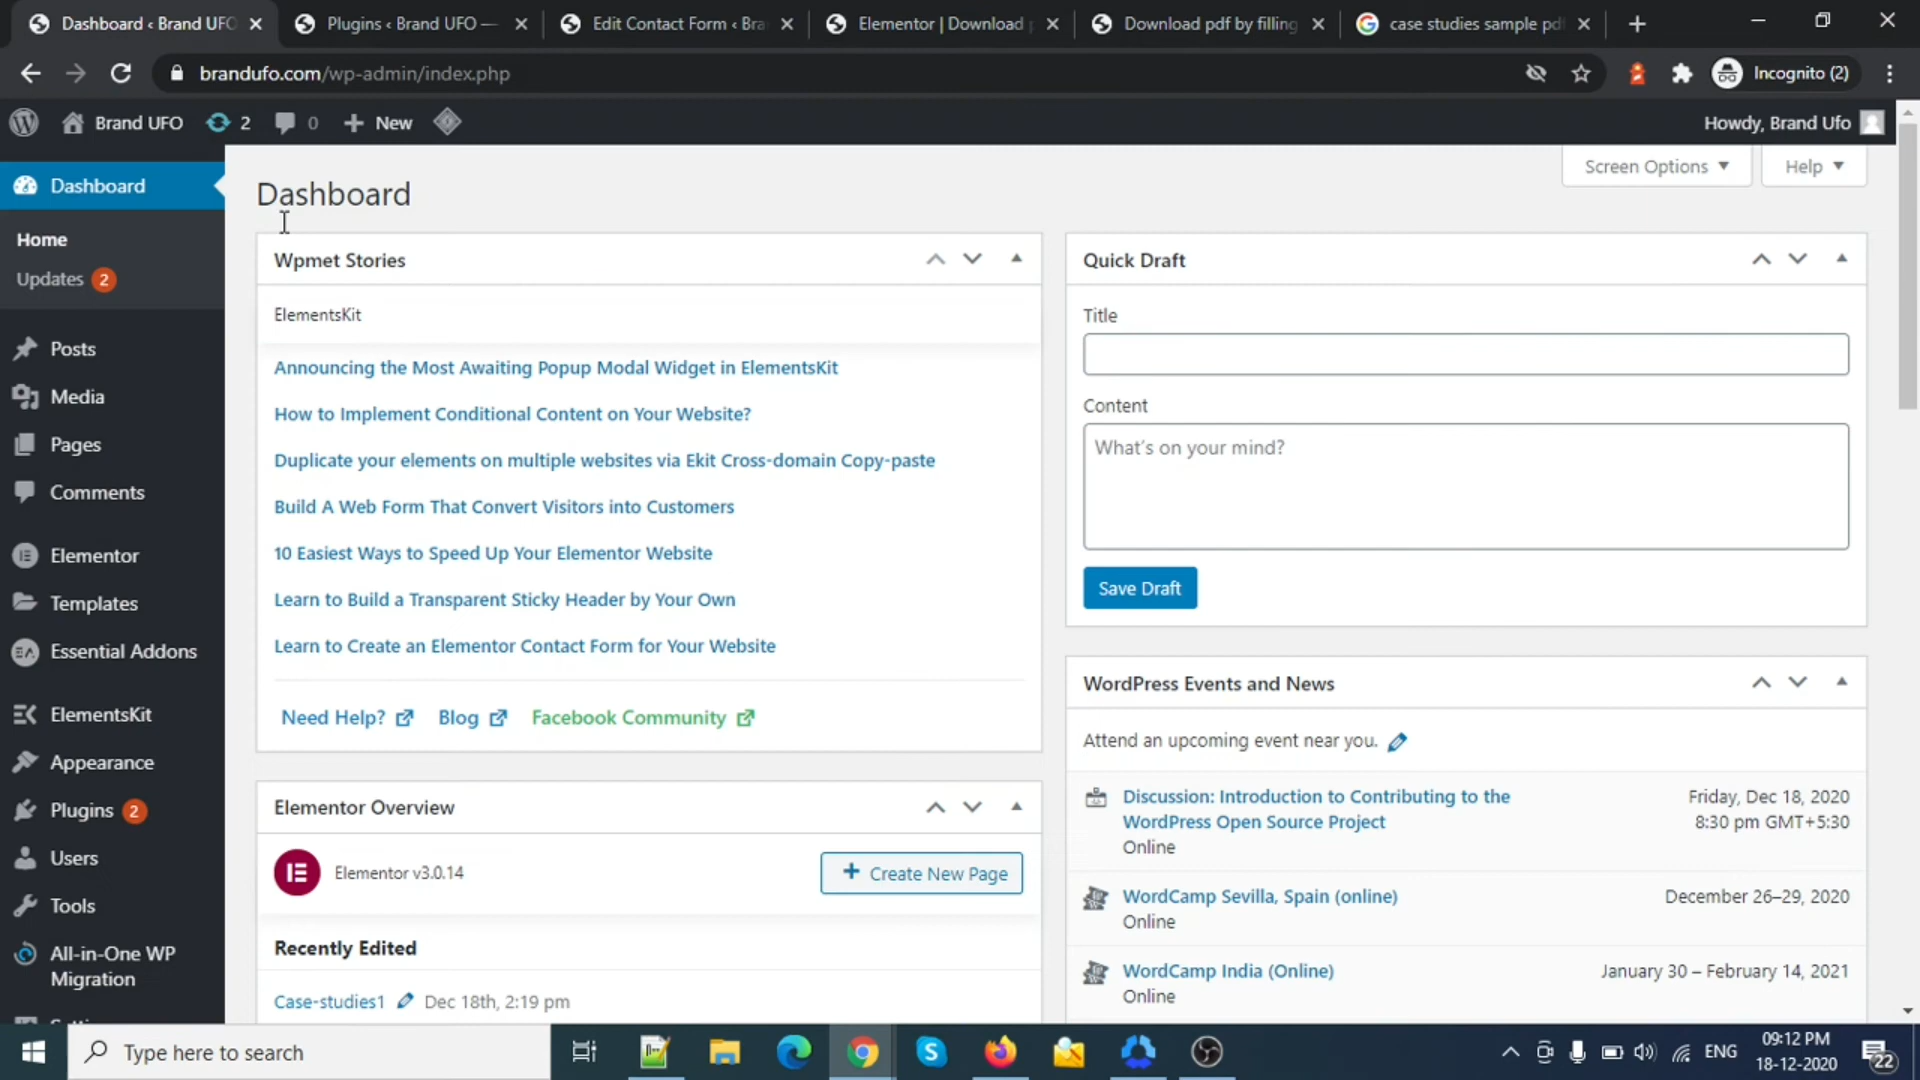 Dashboard ‹ Brand UFO
Plugins ‹ Brand UFO —
Edit Contact Form ‹ Bra
Elementor | Download
Download pdf by filling
case studies sample pdf
brandufo.com/wp-admin/index.php
Incognito (2)
Brand UFO
2
0
New
Howdy, Brand Ufo
Screen Options
Help
Dashboard
Home
Updates 2
Posts
Media
Pages
Comments
Elementor
Templates
Essential Addons
ElementsKit
Appearance
Plugins 2
Users
Tools
All-in-One WP
Migration
Dashboard
Wpmet Stories
ElementsKit
Announcing the Most Awaiting Popup Modal Widget in ElementsKit
How to Implement Conditional Content on Your Website?
Duplicate your elements on multiple websites via Ekit Cross-domain Copy-paste
Build A Web Form That Convert Visitors into Customers
10 Easiest Ways to Speed Up Your Elementor Website
Learn to Build a Transparent Sticky Header by Your Own
Learn to Create an Elementor Contact Form for Your Website
Need Help? Blog Facebook Community
Elementor Overview
Elementor v3.0.14
+ Create New Page
Recently Edited
Case-studies1 Dec 18th, 2:19 pm
Quick Draft
Title
Content
What's on your mind?
Save Draft
WordPress Events and News
Attend an upcoming event near you.
Discussion: Introduction to Contributing to the
WordPress Open Source Project
Online
Friday, Dec 18, 2020
8:30 pm GMT+5:30
WordCamp Sevilla, Spain (online)
Online
December 26–29, 2020
WordCamp India (Online)
Online
January 30 – February 14, 2021
Type here to search
ENG
09:12 PM
18-12-2020
22